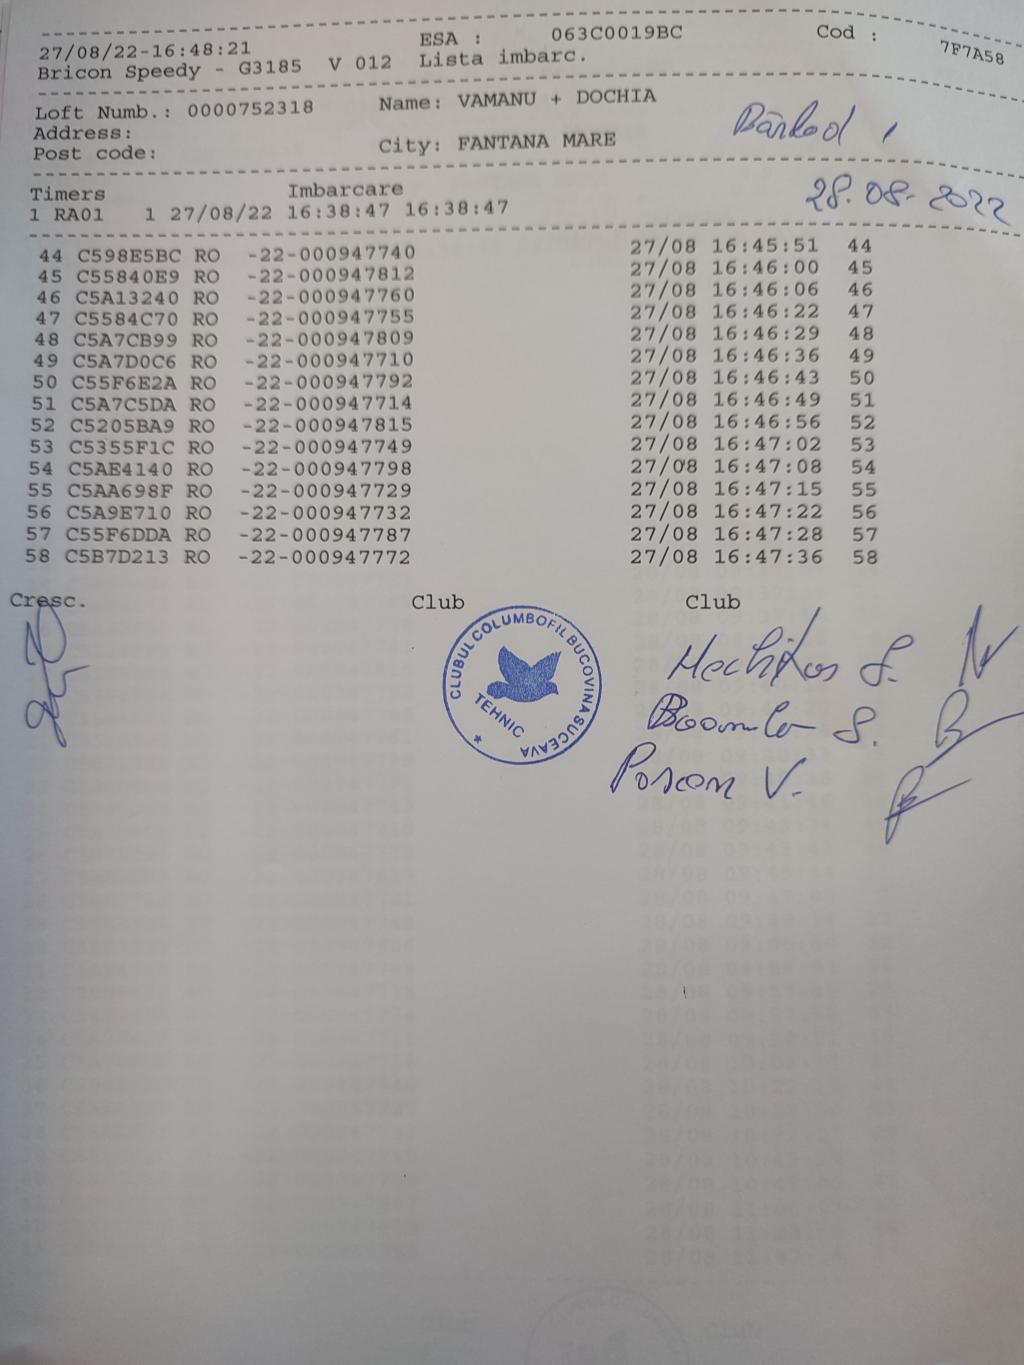 27/08/22-16:48:21 ESA : 063C0019BC Cod : 7F7A58
Bricon Speedy - G3185 V 012 Lista imbarc.
Loft Numb.: 0000752318 Name: VAMANU + DOCHIA
Address:
Post code: City: FANTANA MARE
Bârlad 1
28.08-2022
Timers Imbarcare
1 RA01 1 27/08/22 16:38:47 16:38:47
44 C598E5BC RO -22-000947740 27/08 16:45:51 44
45 C55840E9 RO -22-000947812 27/08 16:46:00 45
46 C5A13240 RO -22-000947760 27/08 16:46:06 46
47 C5584C70 RO -22-000947755 27/08 16:46:22 47
48 C5A7CB99 RO -22-000947809 27/08 16:46:29 48
49 C5A7D0C6 RO -22-000947710 27/08 16:46:36 49
50 C55F6E2A RO -22-000947792 27/08 16:46:43 50
51 C5A7C5DA RO -22-000947714 27/08 16:46:49 51
52 C5205BA9 RO -22-000947815 27/08 16:46:56 52
53 C5355F1C RO -22-000947749 27/08 16:47:02 53
54 C5AE4140 RO -22-000947798 27/08 16:47:08 54
55 C5AA698F RO -22-000947729 27/08 16:47:15 55
56 C5A9E710 RO -22-000947732 27/08 16:47:22 56
57 C55F6DDA RO -22-000947787 27/08 16:47:28 57
58 C5B7D213 RO -22-000947772 27/08 16:47:36 58
Cresc. Club Club
CLUBUL COLUMBOFIL BUCOVINA SUCEAVA
TEHNIC
S.
S.
V.